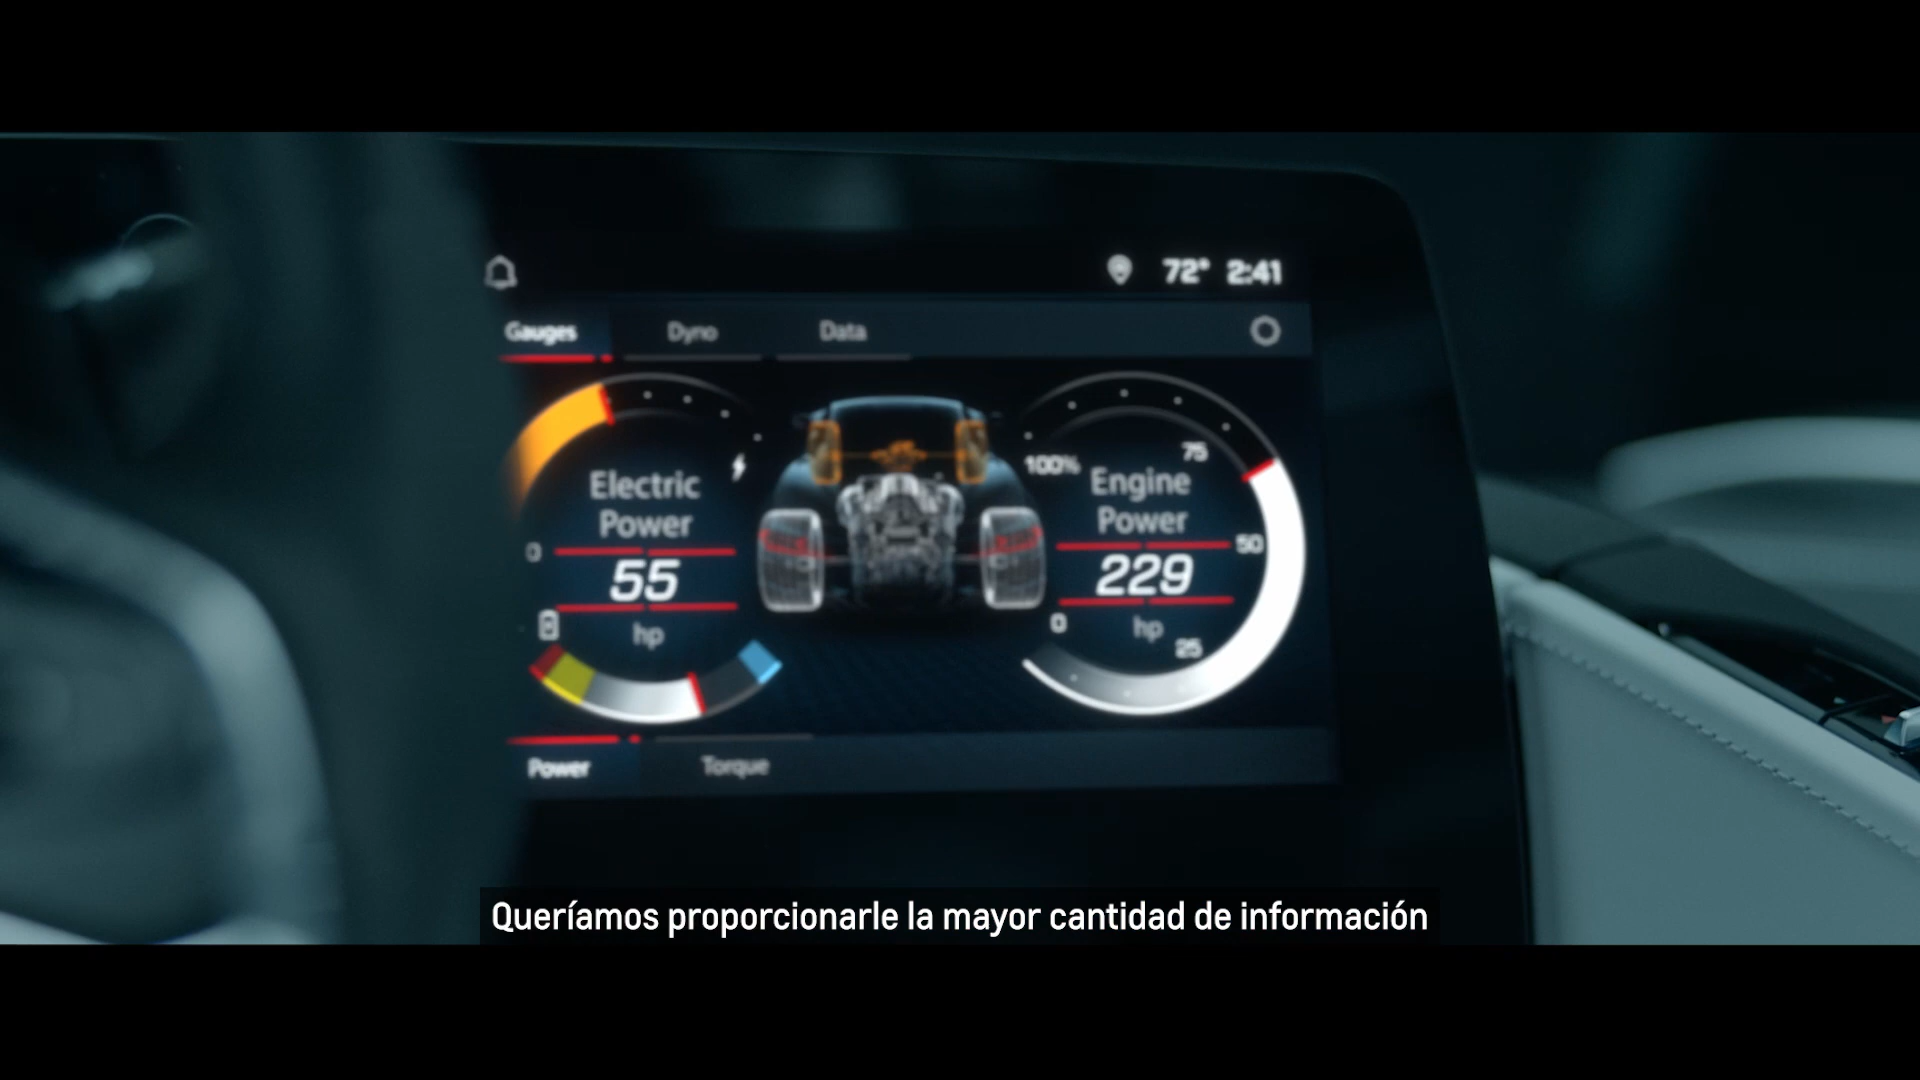 72° 2:41
Gauges Dyno Data
Electric
Power
0
55
hp
100%
75
Engine
Power
50
229
0
hp
25
Power Torque
Queríamos proporcionarle la mayor cantidad de información